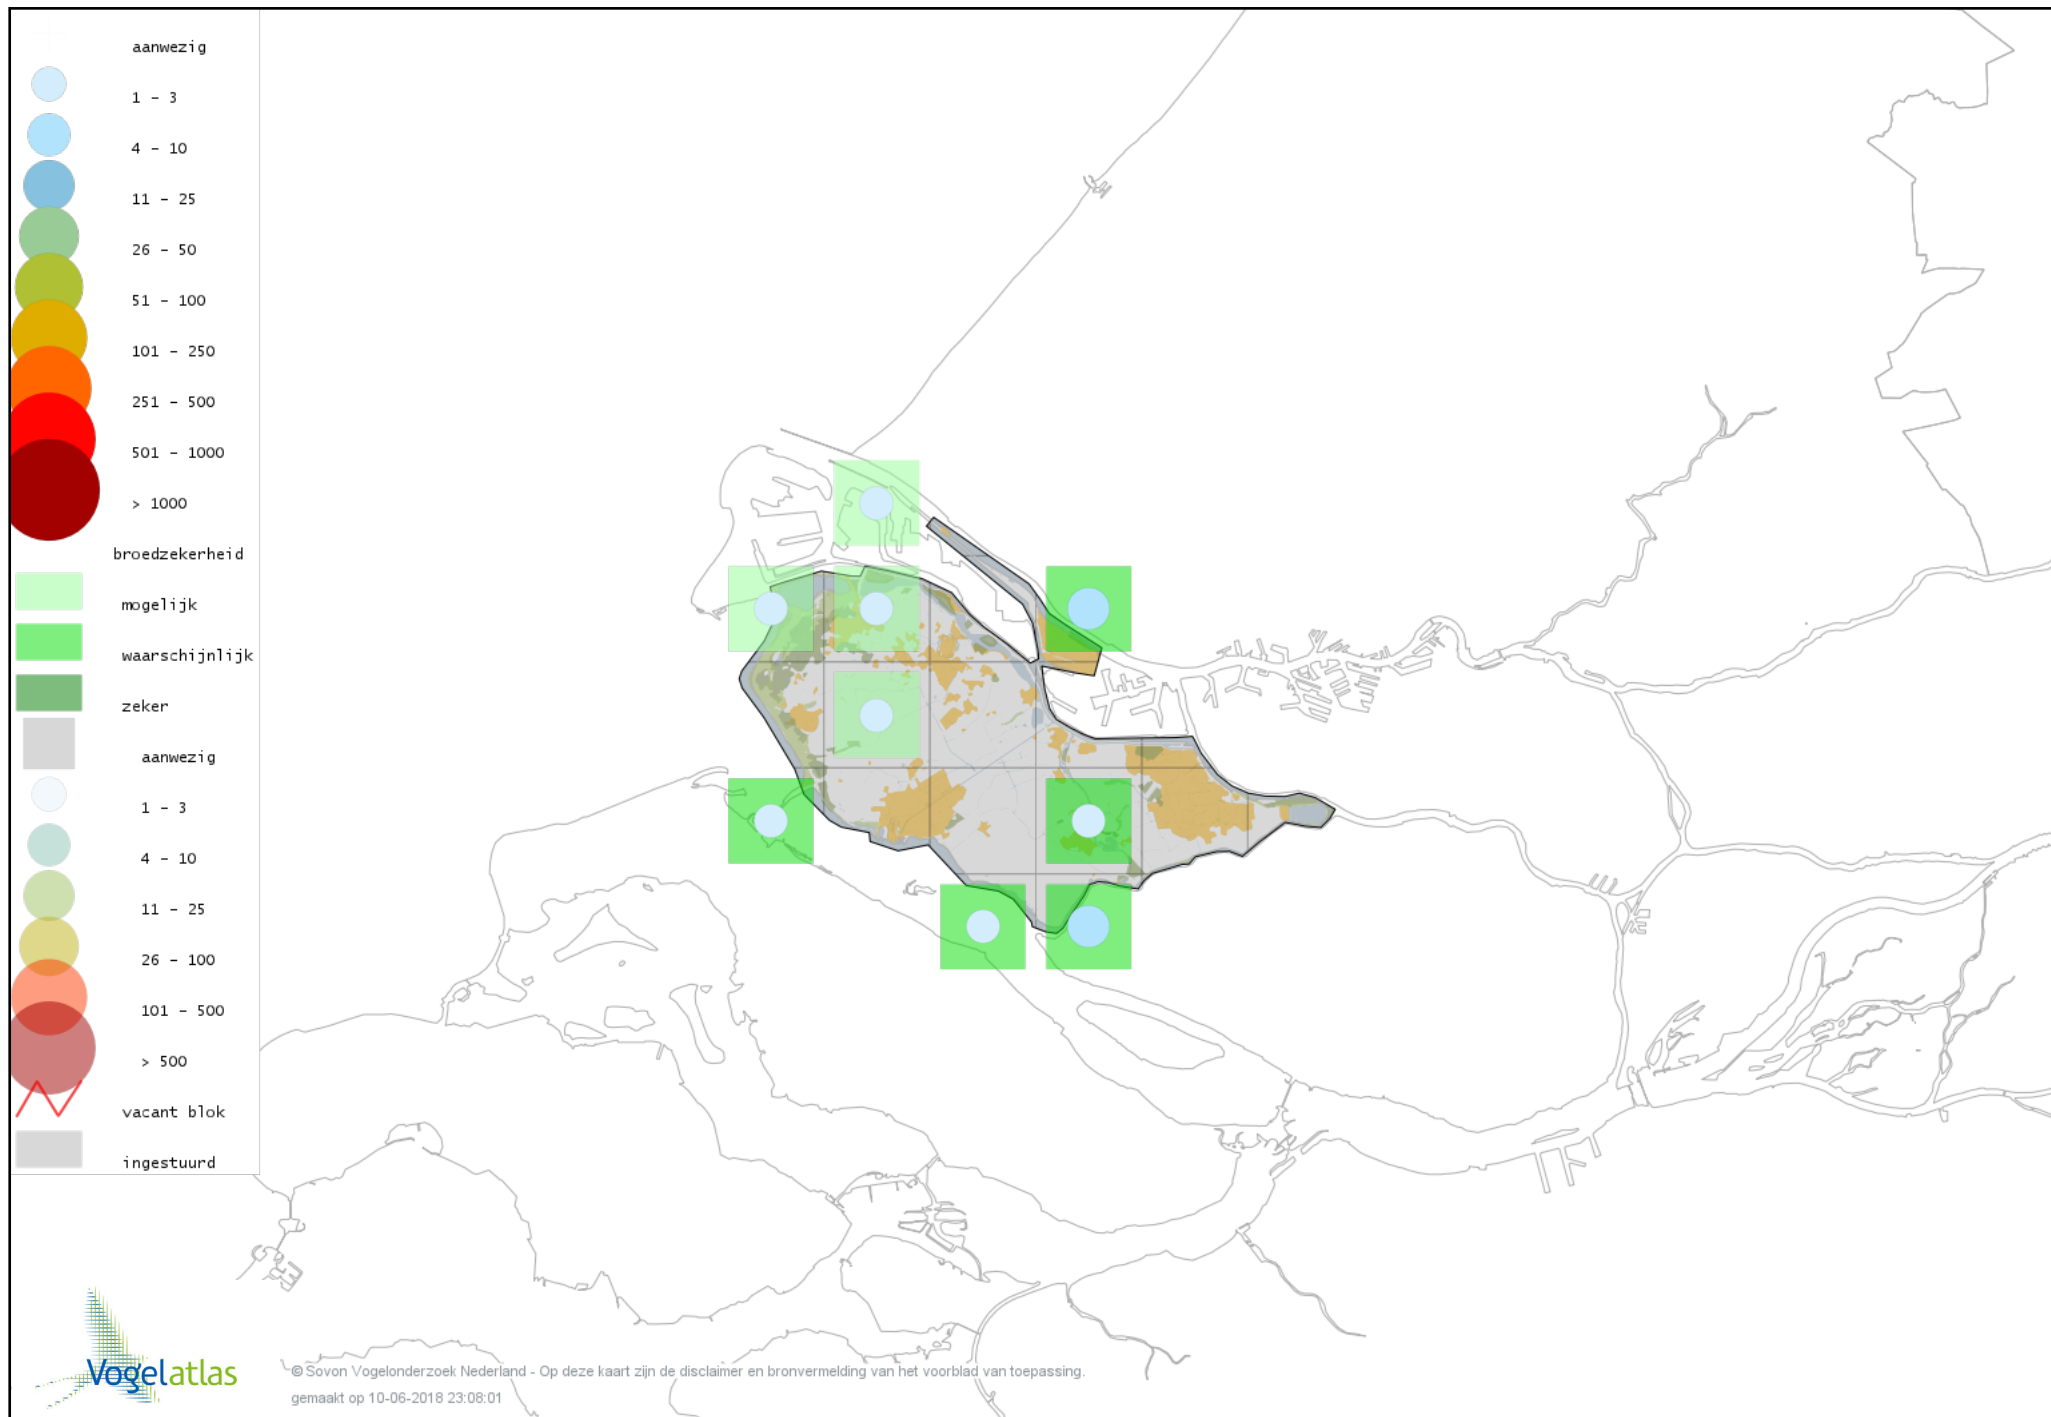 aanwezig
1 - 3
4 - 10
11 - 25
26 - 50
51 - 100
101 - 250
251 - 500
501 - 1000
> 1000
broedzekerheid
mogelijk
waarschijnlijk
zeker
aanwezig
1 - 3
4 - 10
11 - 25
26 - 100
101 - 500
> 500
vacant blok
ingestuurd
Vogelatlas
© Sovon Vogelonderzoek Nederland - Op deze kaart zijn de disclaimer en bronvermelding van het voorblad van toepassing.
gemaakt op 10-06-2018 23:08:01